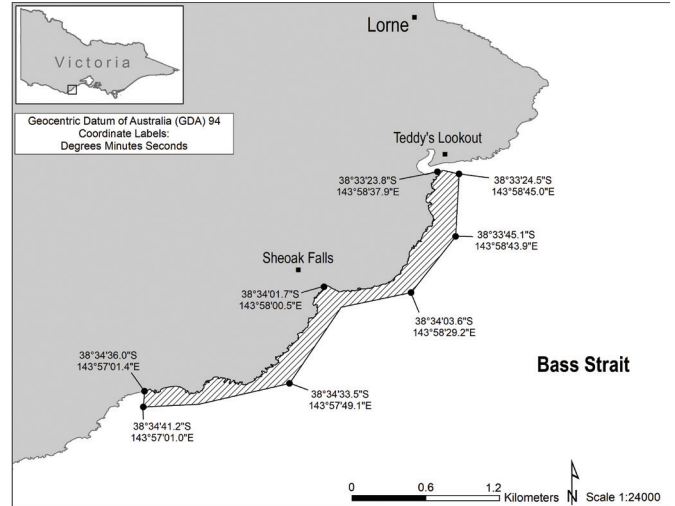 Lorne
Victoria
Geocentric Datum of Australia (GDA) 94
Coordinate Labels:
Degrees Minutes Seconds
Teddy's Lookout
38°33'23.8"S
143°58'37.9"E
38°33'24.5"S
143°58'45.0"E
38°33'45.1"S
143°58'43.9"E
Sheoak Falls
38°34'01.7"S
143°58'00.5"E
38°34'03.6"S
143°58'29.2"E
38°34'36.0"S
143°57'01.4"E
Bass Strait
38°34'33.5"S
143°57'49.1"E
38°34'41.2"S
143°57'01.0"E
0 0.6 1.2
Kilometers N Scale 1:24000